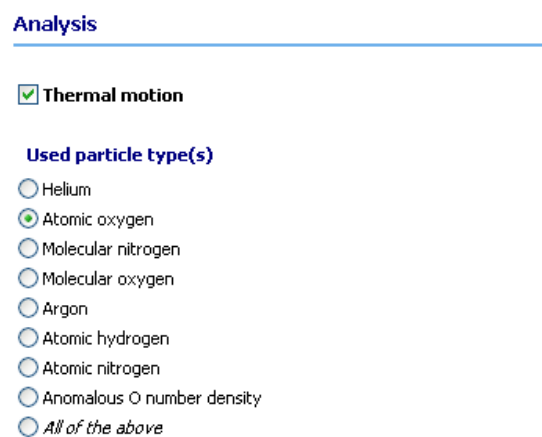 Analysis
Thermal motion
Used particle type(s)
Helium
Atomic oxygen
Molecular nitrogen
Molecular oxygen
Argon
Atomic hydrogen
Atomic nitrogen
Anomalous O number density
All of the above